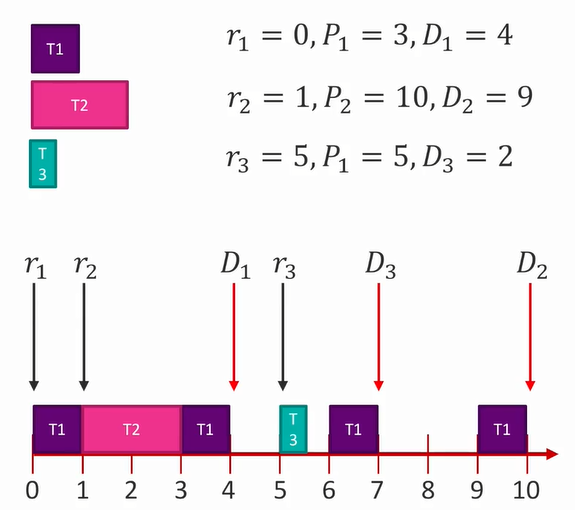 T1
r₁ = 0, P₁ = 3, D₁ = 4
T2
r₂ = 1, P₂ = 10, D₂ = 9
T
3
r₃ = 5, P₁ = 5, D₃ = 2
r₁ r₂ D₁ r₃ D₃ D₂
T1 T2 T1 T
3 T1 T1
0 1 2 3 4 5 6 7 8 9 10